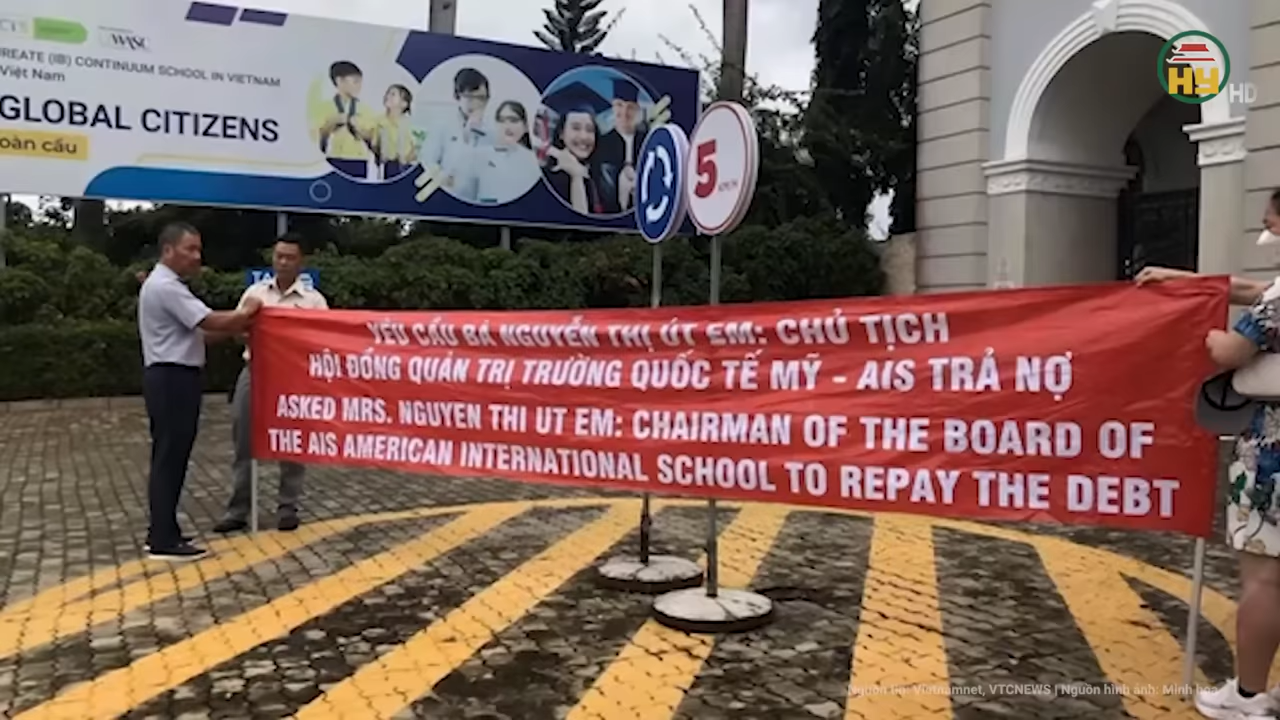 WASC
REATE (IB) CONTINUUM SCHOOL IN VIETNAM
Việt Nam
GLOBAL CITIZENS
oàn cầu
5
HY HD
YÊU CẦU BÀ NGUYỄN THỊ ÚT EM: CHỦ TỊCH
HỘI ĐỒNG QUẢN TRỊ TRƯỜNG QUỐC TẾ MỸ - AIS TRẢ NỢ
ASKED MRS. NGUYEN THI UT EM: CHAIRMAN OF THE BOARD OF
THE AIS AMERICAN INTERNATIONAL SCHOOL TO REPAY THE DEBT
Nguồn tin: Vietnamnet, VTCNEWS | Nguồn hình ảnh: Minh họa